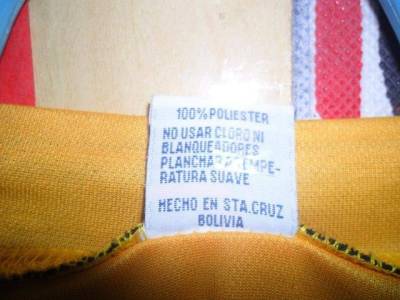 100% POLIESTER
NO USAR CLORO NI
BLANQUEADORES
PLANCHAR A TEMPE-
RATURA SUAVE
HECHO EN STA.CRUZ
BOLIVIA